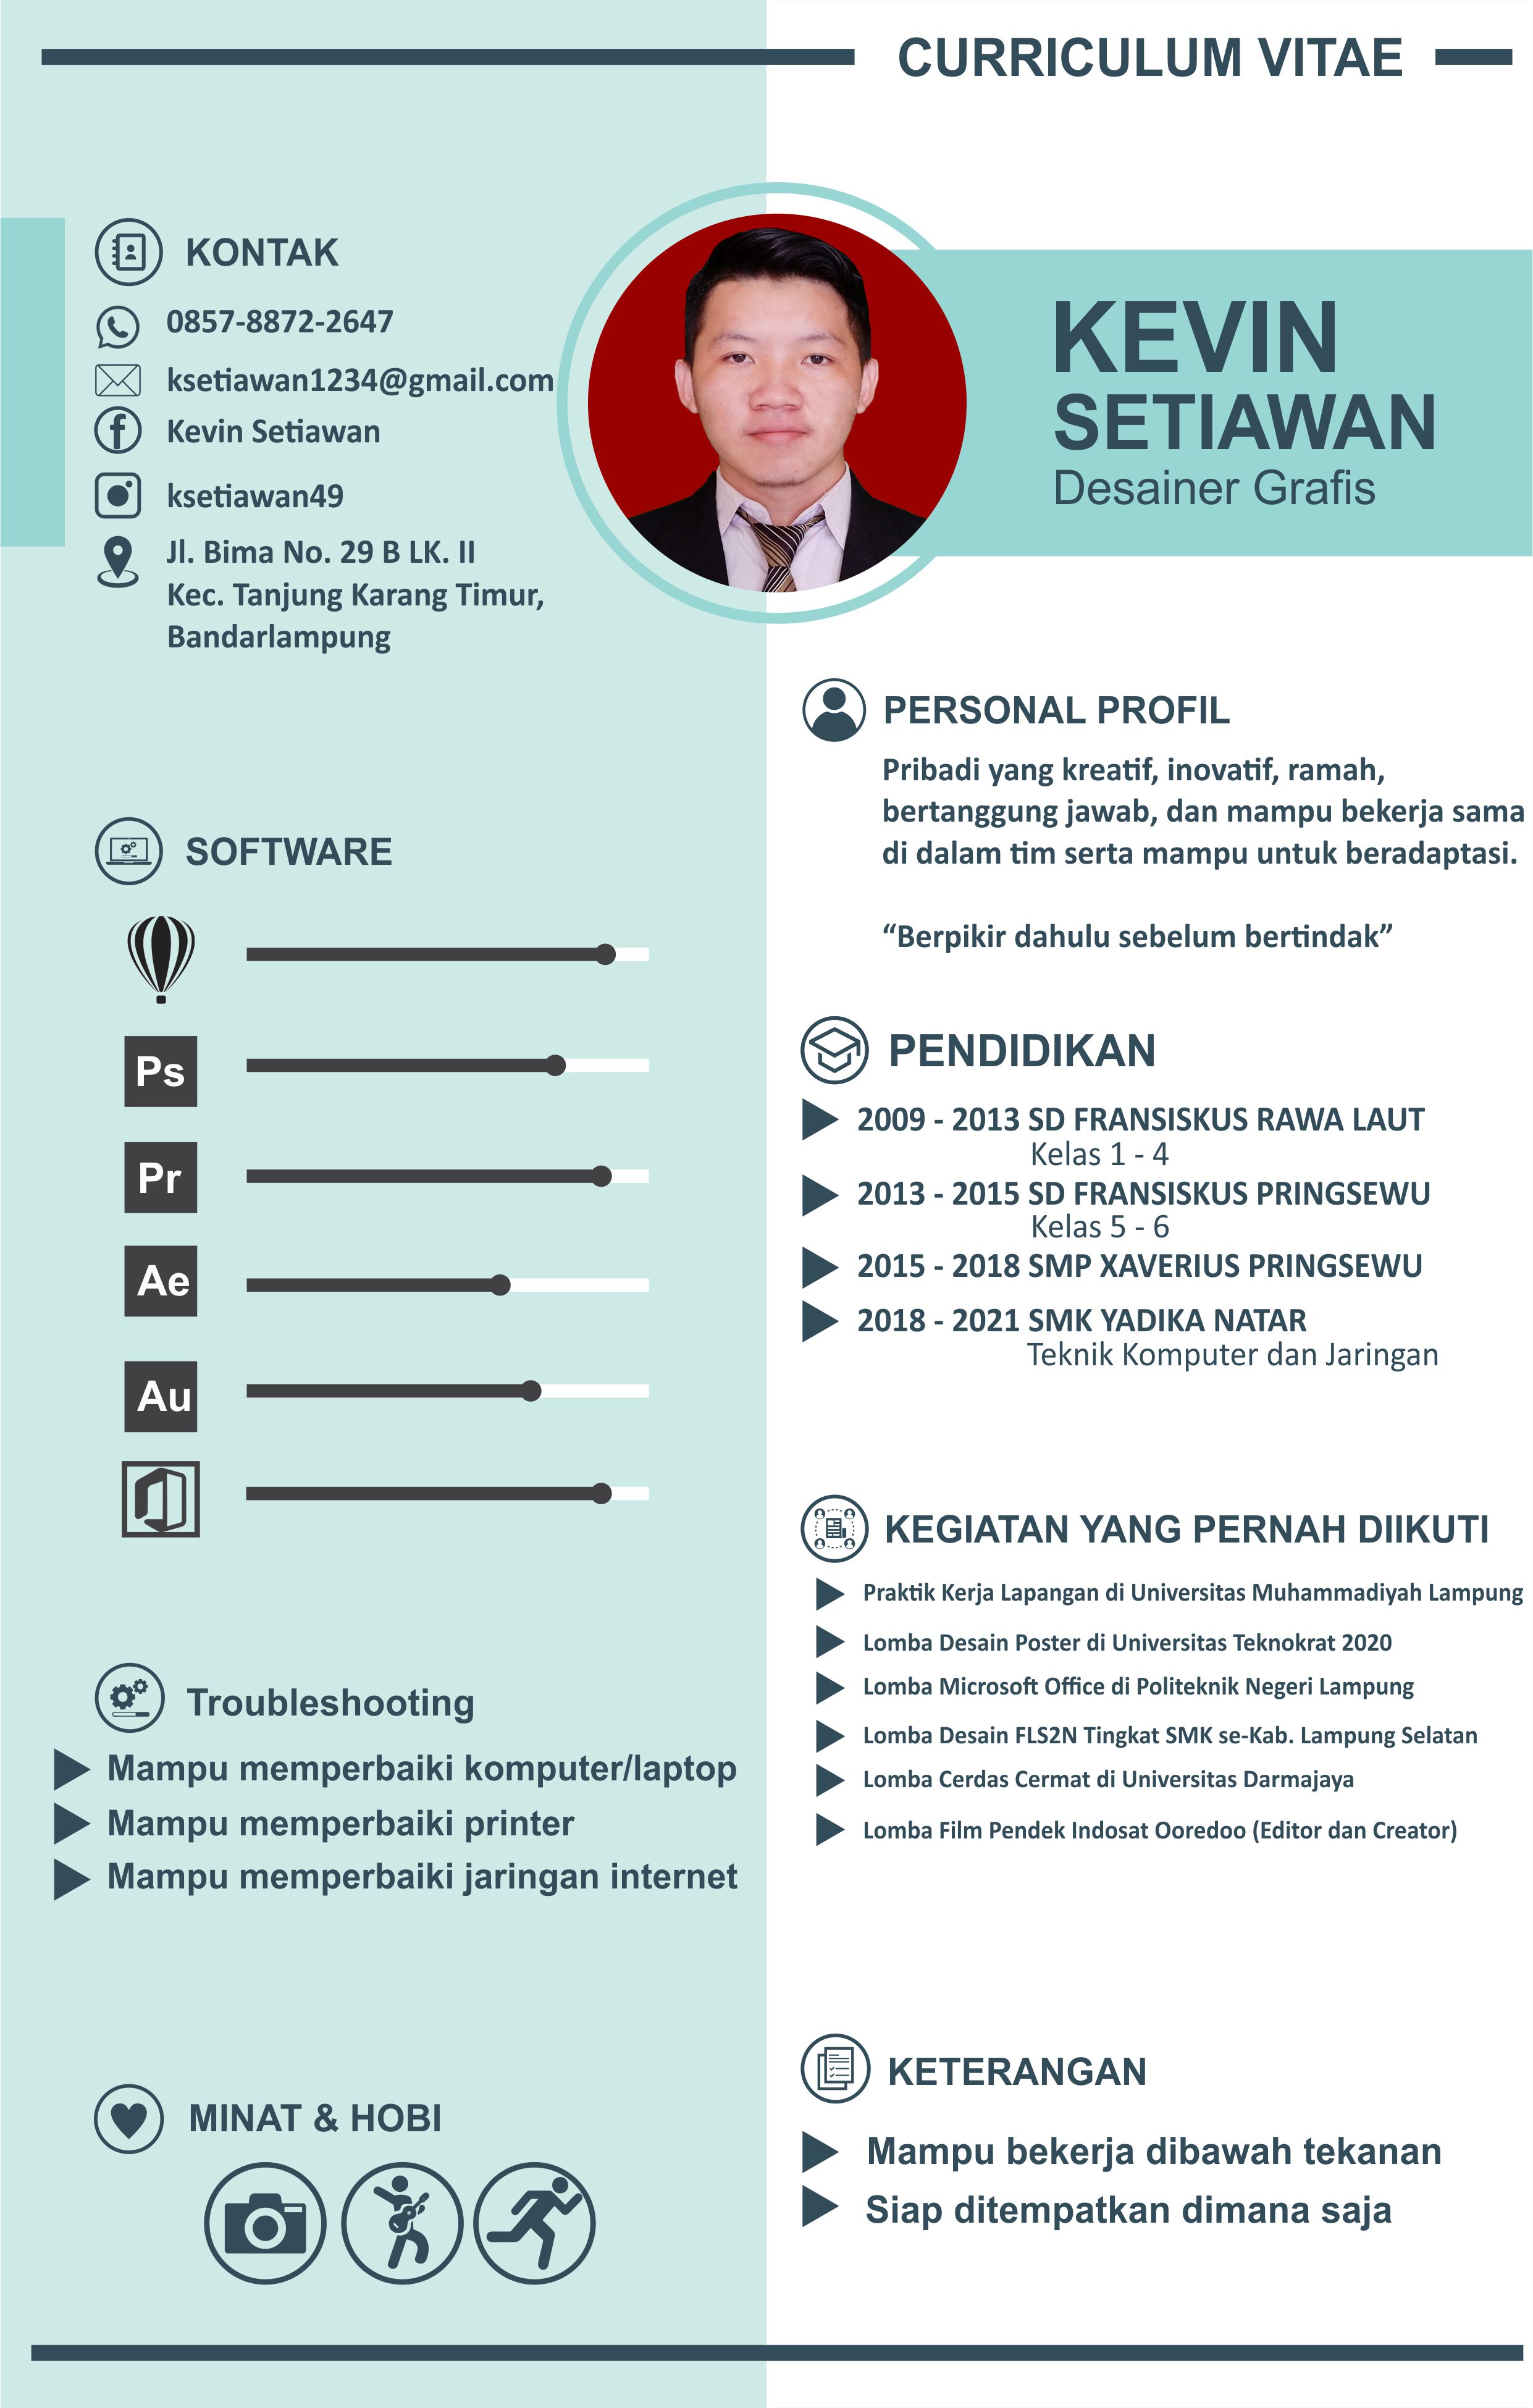 CURRICULUM VITAE
KONTAK
0857-8872-2647
ksetiawan1234@gmail.com
Kevin Setiawan
ksetiawan49
Jl. Bima No. 29 B LK. II
Kec. Tanjung Karang Timur,
Bandarlampung
KEVIN
SETIAWAN
Desainer Grafis
SOFTWARE
Ps
Pr
Ae
Au
Troubleshooting
Mampu memperbaiki komputer/laptop
Mampu memperbaiki printer
Mampu memperbaiki jaringan internet
MINAT & HOBI
PERSONAL PROFIL
Pribadi yang kreatif, inovatif, ramah,
bertanggung jawab, dan mampu bekerja sama
di dalam tim serta mampu untuk beradaptasi.
“Berpikir dahulu sebelum bertindak”
PENDIDIKAN
2009 - 2013 SD FRANSISKUS RAWA LAUT
Kelas 1 - 4
2013 - 2015 SD FRANSISKUS PRINGSEWU
Kelas 5 - 6
2015 - 2018 SMP XAVERIUS PRINGSEWU
2018 - 2021 SMK YADIKA NATAR
Teknik Komputer dan Jaringan
KEGIATAN YANG PERNAH DIIKUTI
Praktik Kerja Lapangan di Universitas Muhammadiyah Lampung
Lomba Desain Poster di Universitas Teknokrat 2020
Lomba Microsoft Office di Politeknik Negeri Lampung
Lomba Desain FLS2N Tingkat SMK se-Kab. Lampung Selatan
Lomba Cerdas Cermat di Universitas Darmajaya
Lomba Film Pendek Indosat Ooredoo (Editor dan Creator)
KETERANGAN
Mampu bekerja dibawah tekanan
Siap ditempatkan dimana saja